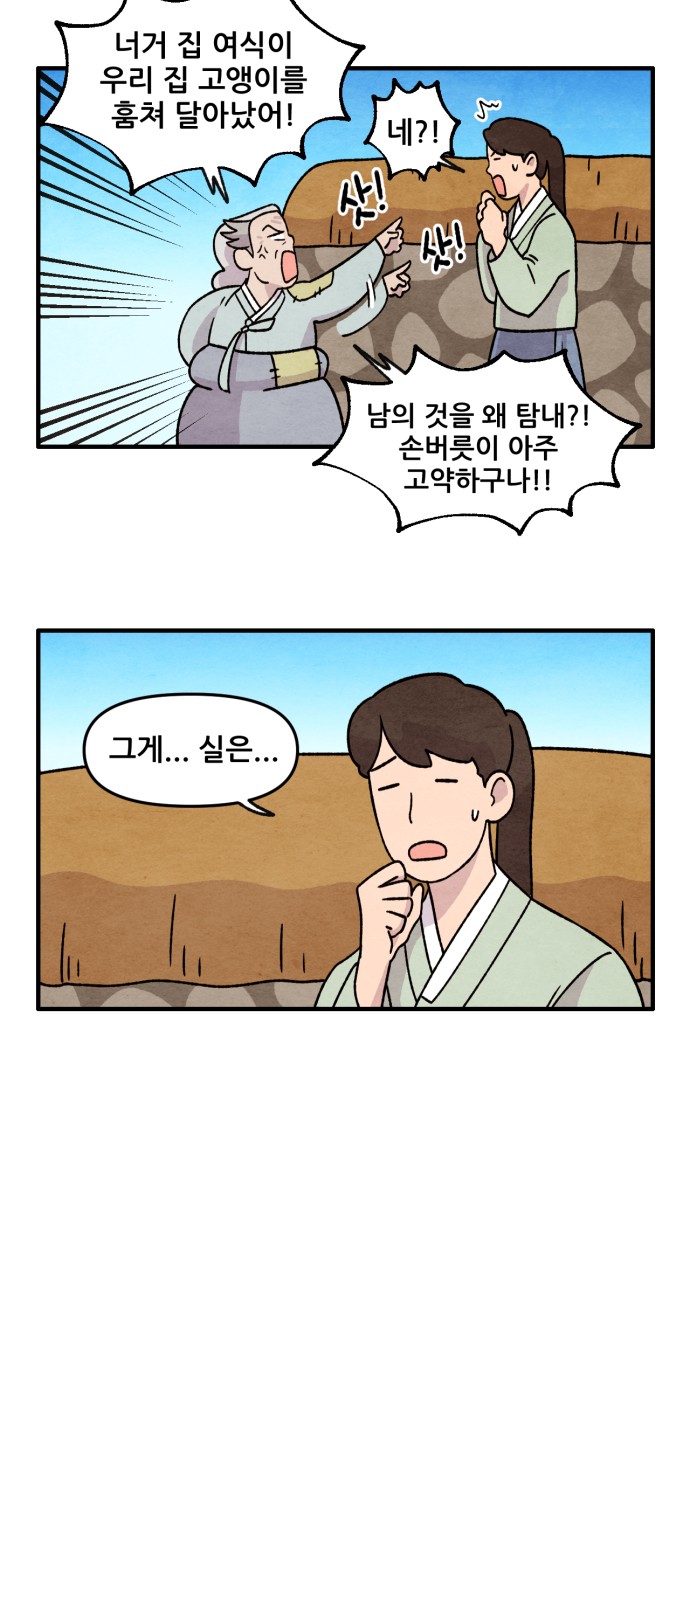 너거 집 여식이
우리 집 고앵이를
훔쳐 달아났어!
네?!
삿!
삿!
남의 것을 왜 탐내?!
손버릇이 아주
고약하구나!!
그게... 실은...